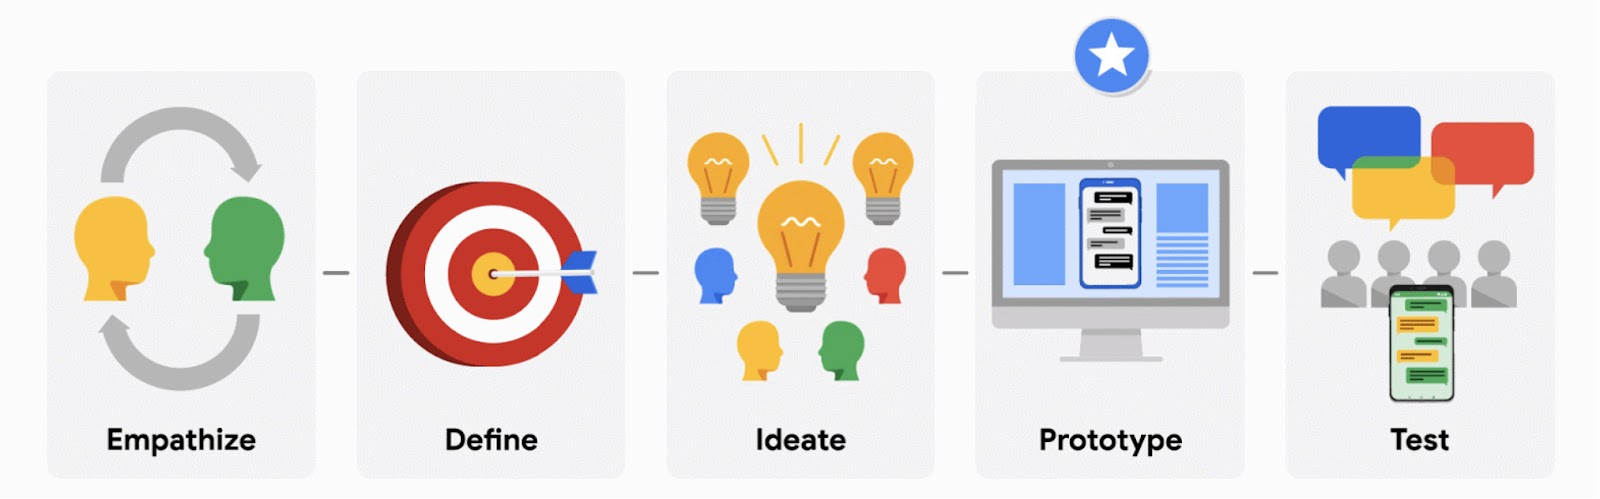 Empathize
Define
Ideate
Prototype
Test